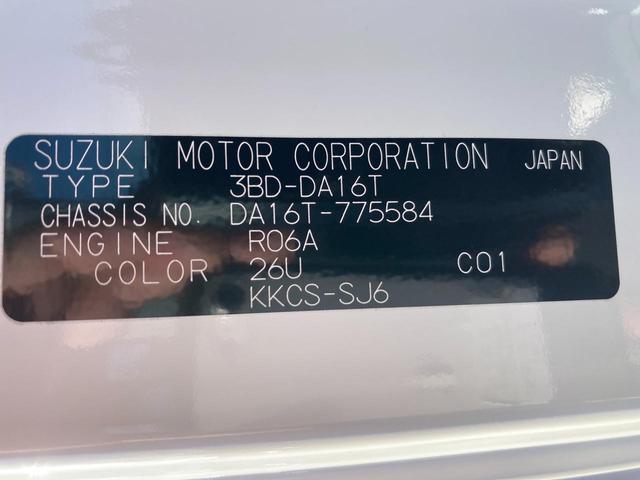 SUZUKI MOTOR CORPORATION JAPAN
TYPE 3BD-DA16T
CHASSIS NO. DA16T-775584
ENGINE R06A
COLOR 26U C01
KKCS-SJ6